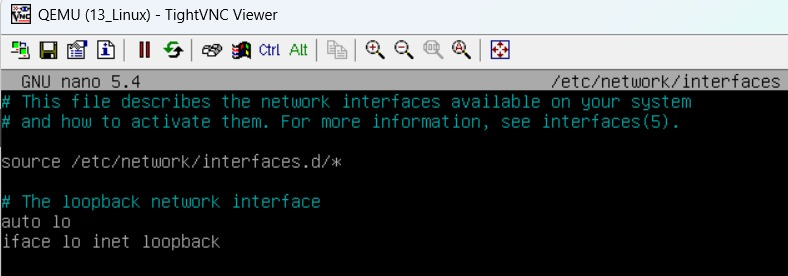 QEMU (13_Linux) - TightVNC Viewer
Ctrl Alt
GNU nano 5.4 /etc/network/interfaces
# This file describes the network interfaces available on your system
# and how to activate them. For more information, see interfaces(5).
source /etc/network/interfaces.d/*
# The loopback network interface
auto lo
iface lo inet loopback